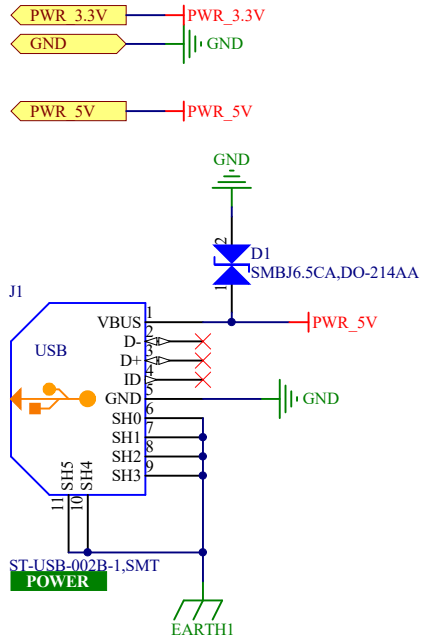 PWR_3.3V PWR_3.3V
GND GND
PWR_5V PWR_5V
GND
2
D1
SMBJ6.5CA,DO-214AA
1
J1
USB
VBUS 1 PWR_5V
D- 2
D+ 3
ID 4
GND 5 GND
SH0 6
SH1 7
SH2 8
SH3 9
SH5 SH4
11 10
ST-USB-002B-1,SMT
POWER
EARTH1